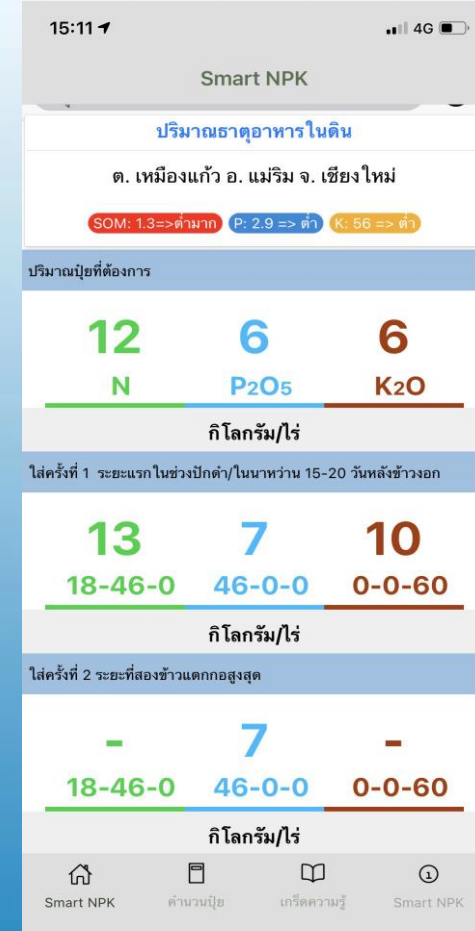 15:11
4G
Smart NPK
ปริมาณธาตุอาหารในดิน
ต. เหมืองแก้ว อ. แม่ริม จ. เชียงใหม่
SOM: 1.3=>ต่ำมาก P: 2.9 => ต่ำ K: 56 => ต่ำ
ปริมาณปุ๋ยที่ต้องการ
12 6 6
N P2O5 K2O
กิโลกรัม/ไร่
ใส่ครั้งที่ 1 ระยะแรกในช่วงปักดำ/ในนาหว่าน 15-20 วันหลังข้าวงอก
13 7 10
18-46-0 46-0-0 0-0-60
กิโลกรัม/ไร่
ใส่ครั้งที่ 2 ระยะที่สองข้าวแตกกอสูงสุด
- 7 -
18-46-0 46-0-0 0-0-60
กิโลกรัม/ไร่
Smart NPK คำนวนปุ๋ย เกร็ดความรู้ Smart NPK